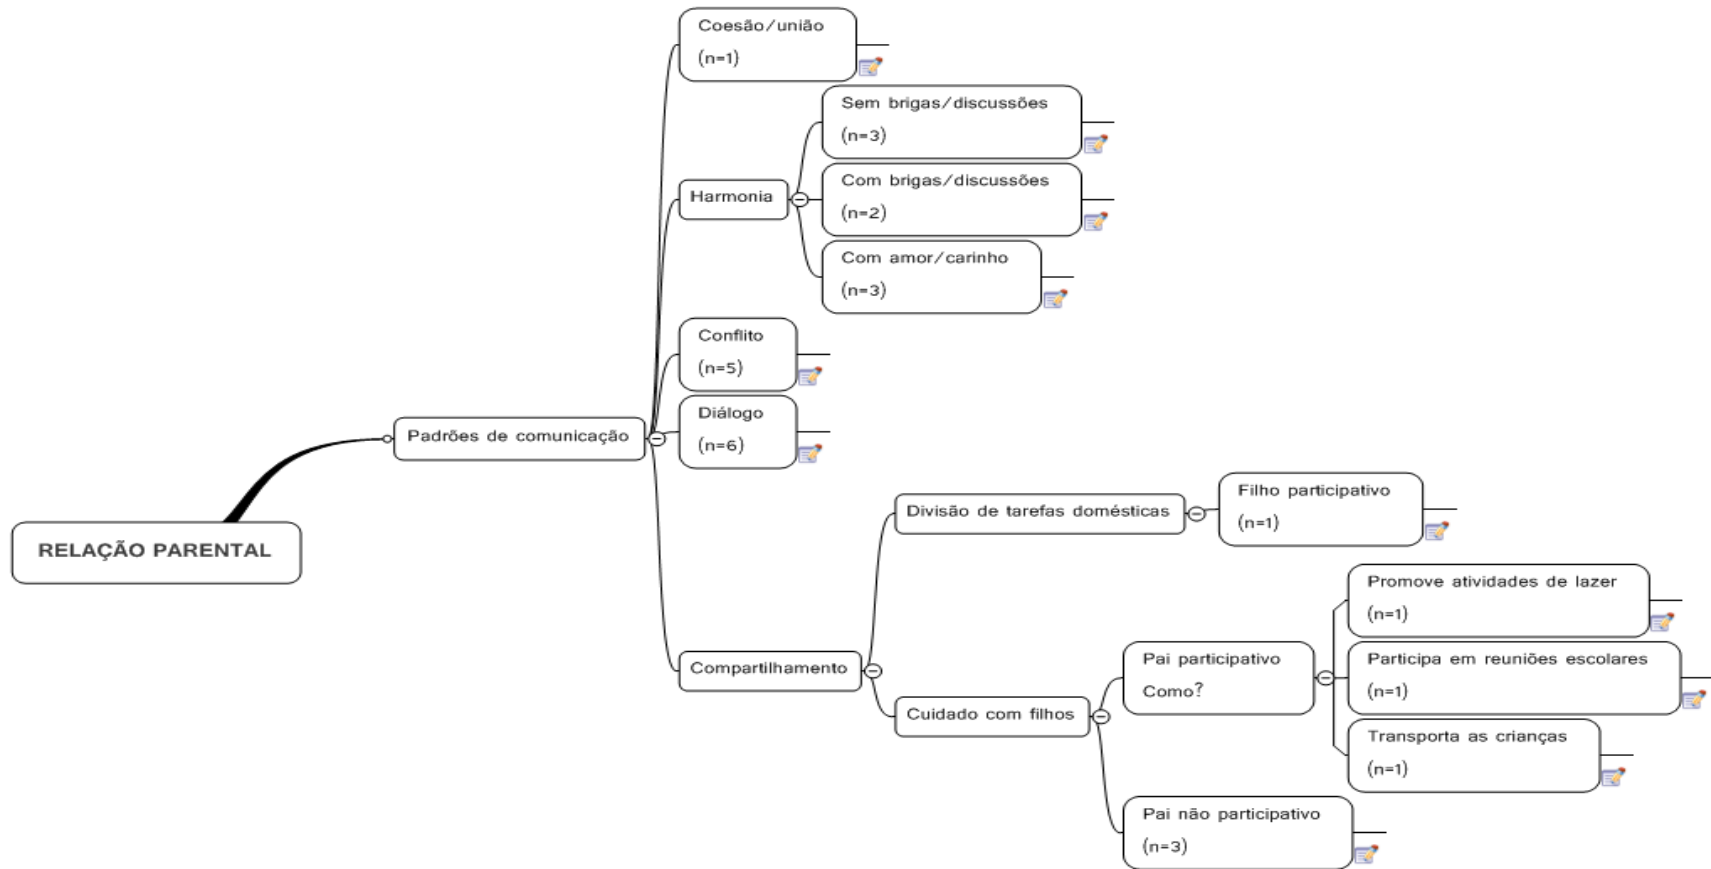 Coesão/união
(n=1)
Sem brigas/discussões
(n=3)
Harmonia
Com brigas/discussões
(n=2)
Com amor/carinho
(n=3)
Conflito
(n=5)
Diálogo
(n=6)
Padrões de comunicação
RELAÇÃO PARENTAL
Compartilhamento
Divisão de tarefas domésticas
Filho participativo
(n=1)
Cuidado com filhos
Pai participativo
Como?
Promove atividades de lazer
(n=1)
Participa em reuniões escolares
(n=1)
Transporta as crianças
(n=1)
Pai não participativo
(n=3)